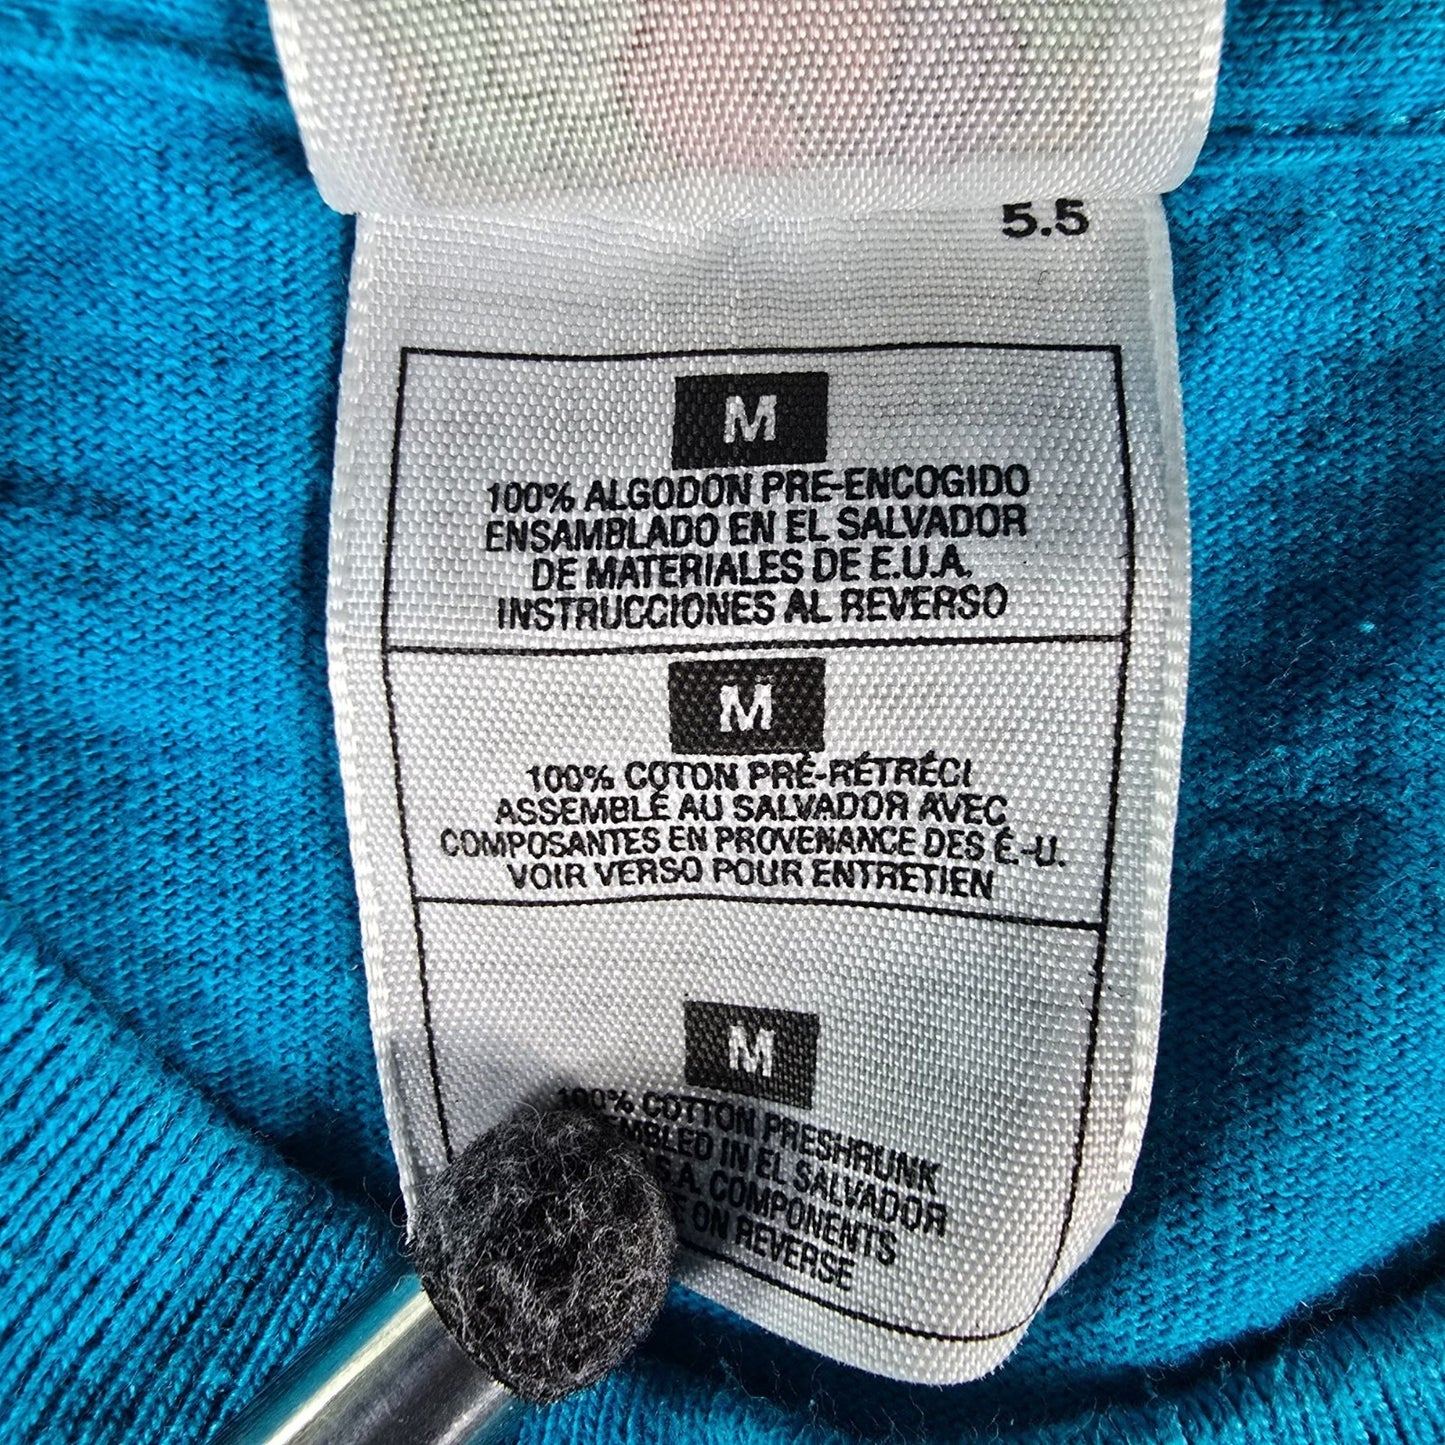 5.5
M
100% ALGODON PRE-ENCOGIDO
ENSAMBLADO EN EL SALVADOR
DE MATERIALES DE E.U.A.
INSTRUCCIONES AL REVERSO
M
100% COTON PRÉ-RÉTRÉCI
ASSEMBLÉ AU SALVADOR AVEC
COMPOSANTES EN PROVENANCE DES É.-U.
VOIR VERSO POUR ENTRETIEN
M
100% COTTON PRESHRUNK
EMBLED IN EL SALVADOR
S.A. COMPONENTS
ON REVERSE